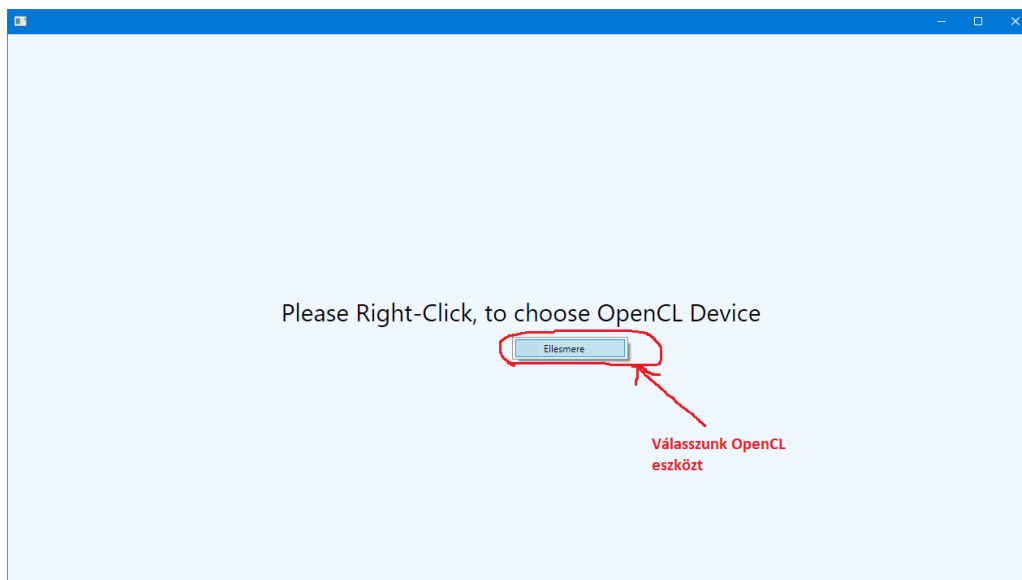 Please Right-Click, to choose OpenCL Device
Ellesmere
Válasszunk OpenCL
eszközt